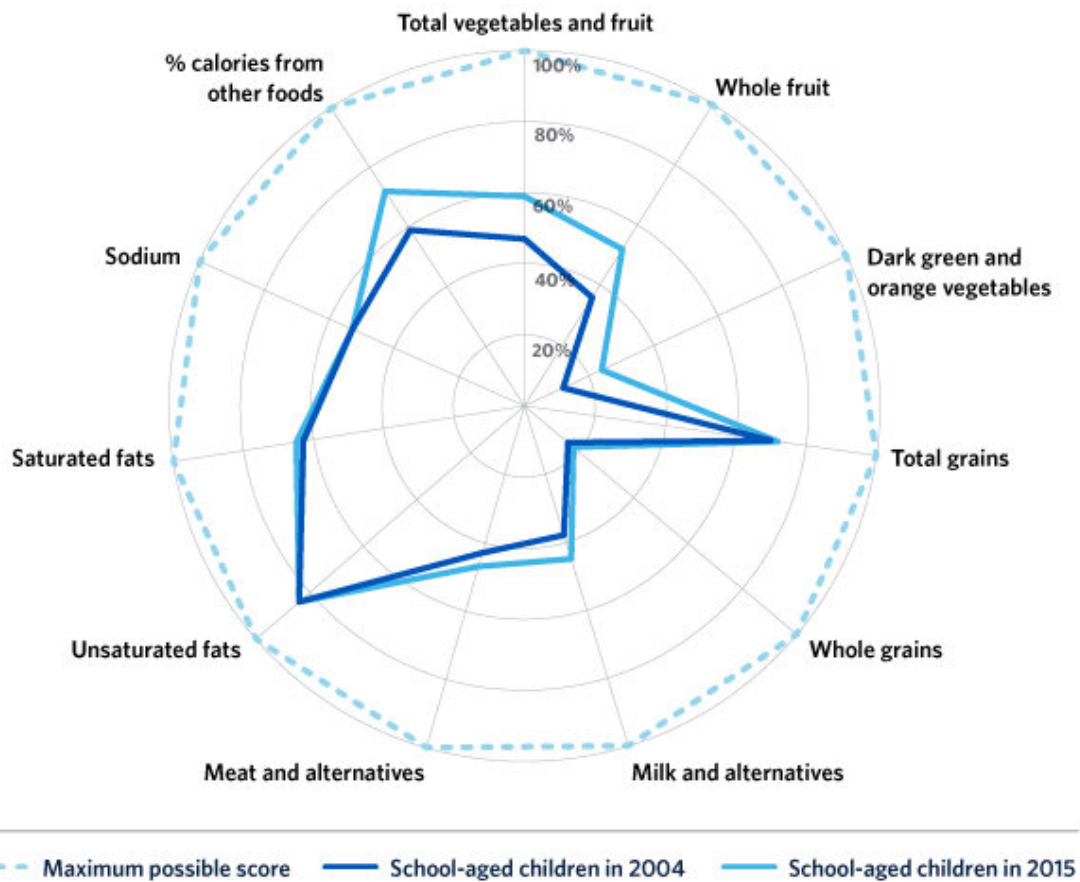 Total vegetables and fruit
% calories from
other foods
100%
Whole fruit
80%
60%
Sodium
Dark green and
orange vegetables
40%
20%
Saturated fats
Total grains
Unsaturated fats
Whole grains
Meat and alternatives
Milk and alternatives
Maximum possible score
School-aged children in 2004
School-aged children in 2015